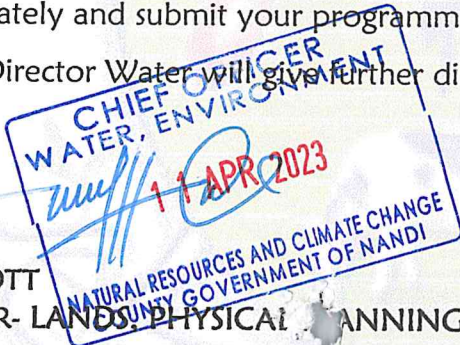 ately and submit your programm
Director Water will give further di
CHIEF OFFICER
WATER, ENVIRONMENT
11 APR 2023
NATURAL RESOURCES AND CLIMATE CHANGE
COUNTY GOVERNMENT OF NANDI
OTT
R- LANDS, PHYSICAL ANNING